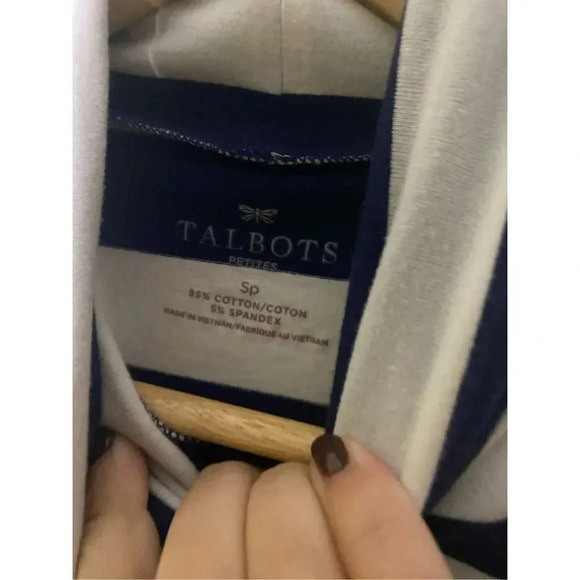 TALBOTS
PETITES
Sp
95% COTTON/COTON
5% SPANDEX
MADE IN VIETNAM/FABRIQUE AU VIETNAM